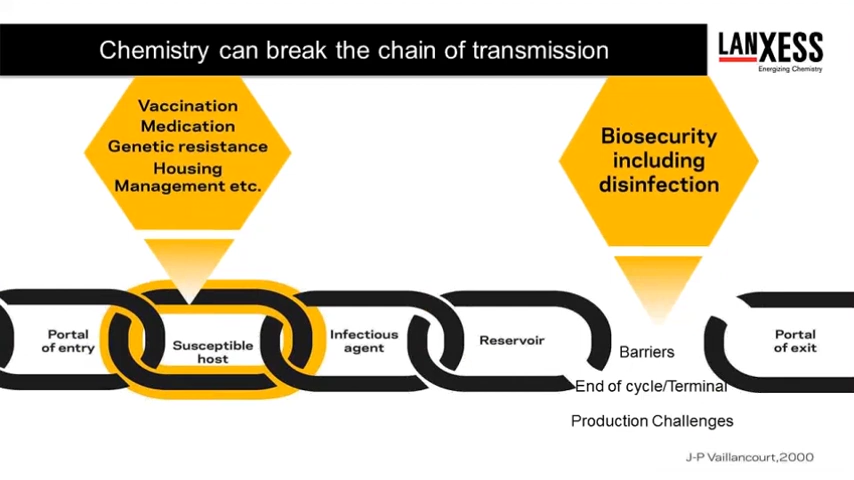 Chemistry can break the chain of transmission
LANXESS
Energizing Chemistry
Vaccination
Medication
Genetic resistance
Housing
Management etc.
Biosecurity
including
disinfection
Portal
of entry
Susceptible
host
Infectious
agent
Reservoir
Barriers
End of cycle/Terminal
Production Challenges
Portal
of exit
J-P Vaillancourt,2000